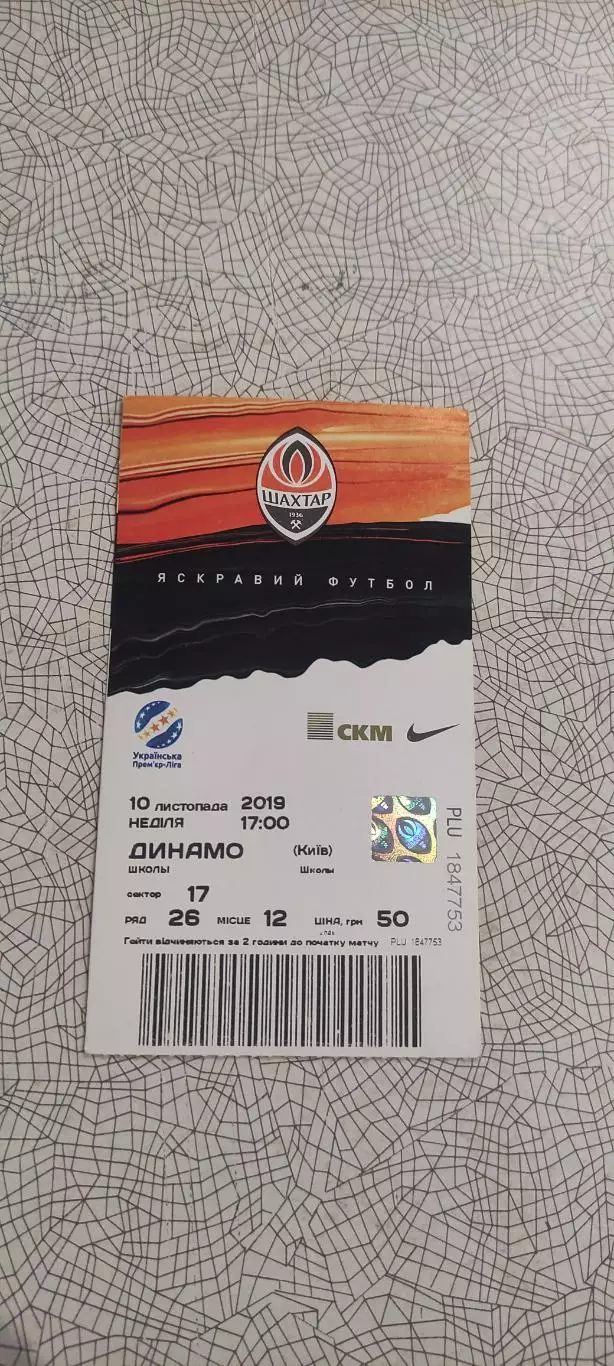 ШАХТАР
1936
ЯСКРАВИЙ ФУТБОЛ
Українська
Прем'єр-Ліга
СКМ
10 листопада 2019
НЕДІЛЯ 17:00
ДИНАМО (Київ)
школы Школы
сектор 17
РЯД 26 МІСЦЕ 12 ЦІНА, грн 50
Гейти відчиняються за 2 години до початку матчу PLU 1847753
PLU 1847753